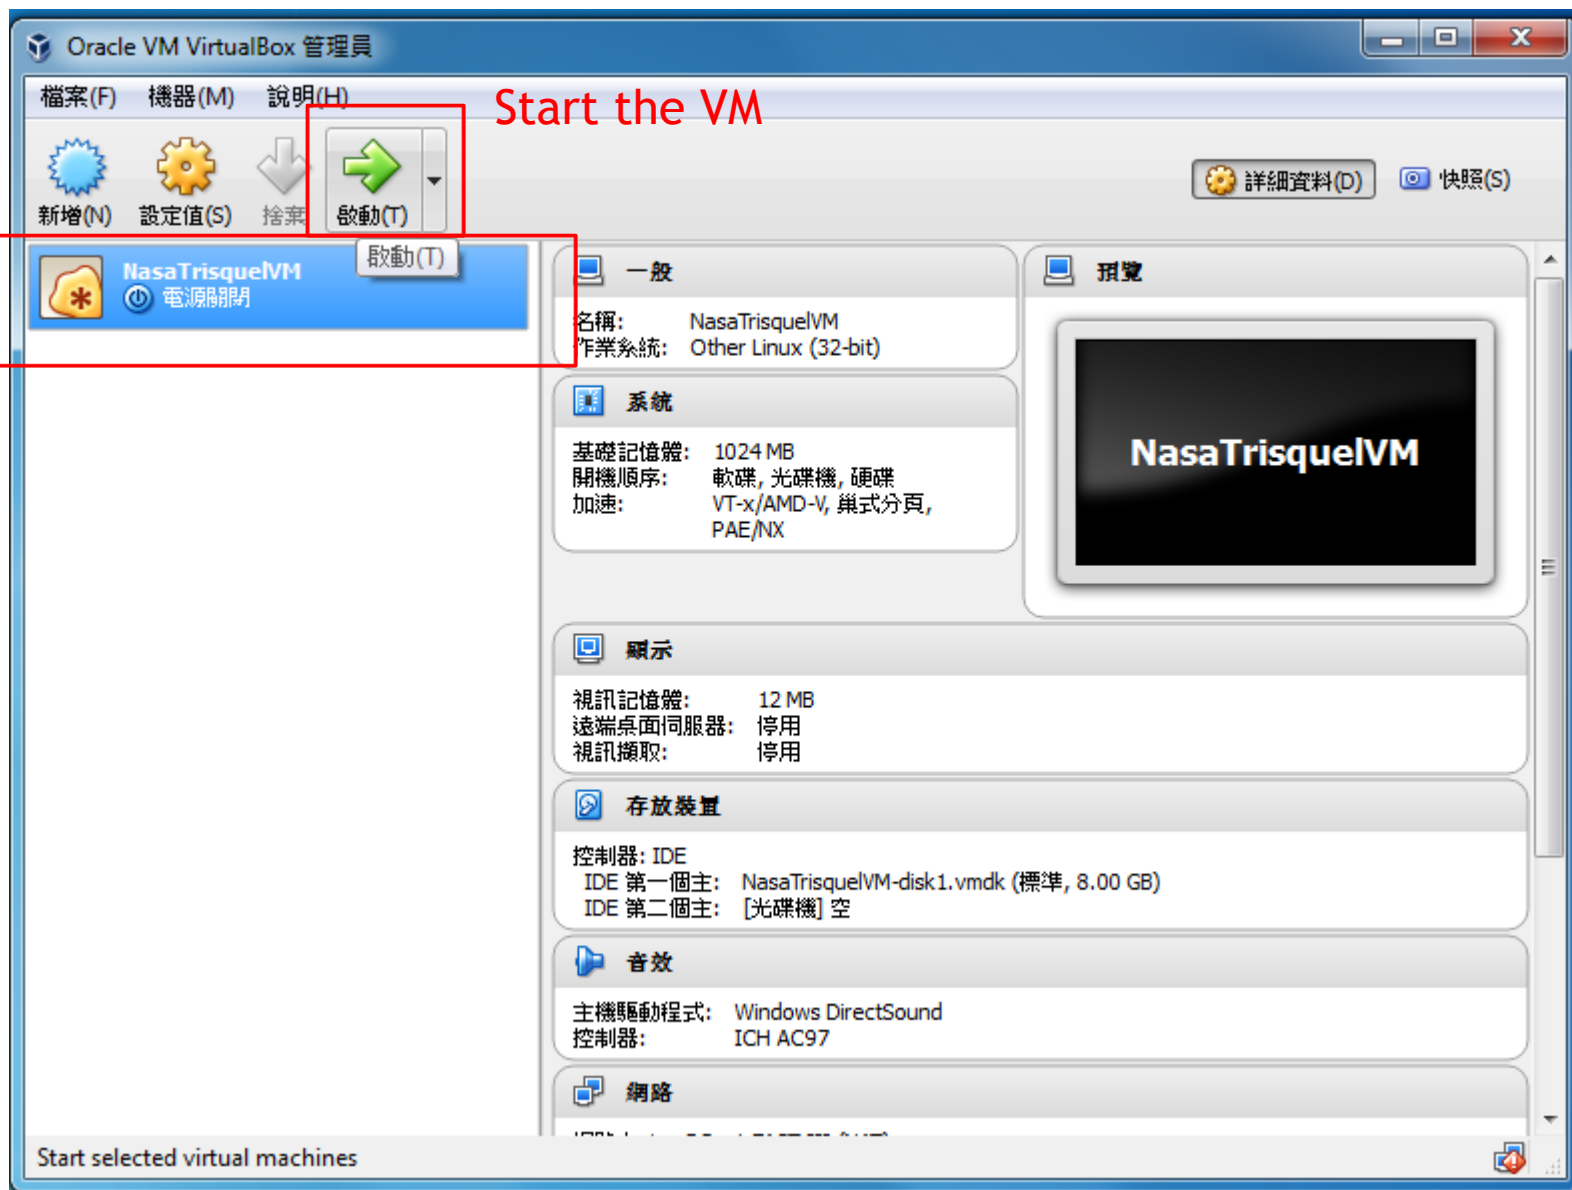 Oracle VM VirtualBox 管理員
檔案(F) 機器(M) 說明(H)
Start the VM
新增(N) 設定值(S) 捨棄 啟動(T)
詳細資料(D) 快照(S)
啟動(T)
NasaTrisquelVM
電源關閉
一般
名稱: NasaTrisquelVM
作業系統: Other Linux (32-bit)
預覽
NasaTrisquelVM
系統
基礎記憶體: 1024 MB
開機順序: 軟碟, 光碟機, 硬碟
加速: VT-x/AMD-V, 巢式分頁,
PAE/NX
顯示
視訊記憶體: 12 MB
遠端桌面伺服器: 停用
視訊擷取: 停用
存放裝置
控制器: IDE
IDE 第一個主: NasaTrisquelVM-disk1.vmdk (標準, 8.00 GB)
IDE 第二個主: [光碟機] 空
音效
主機驅動程式: Windows DirectSound
控制器: ICH AC97
網路
Start selected virtual machines